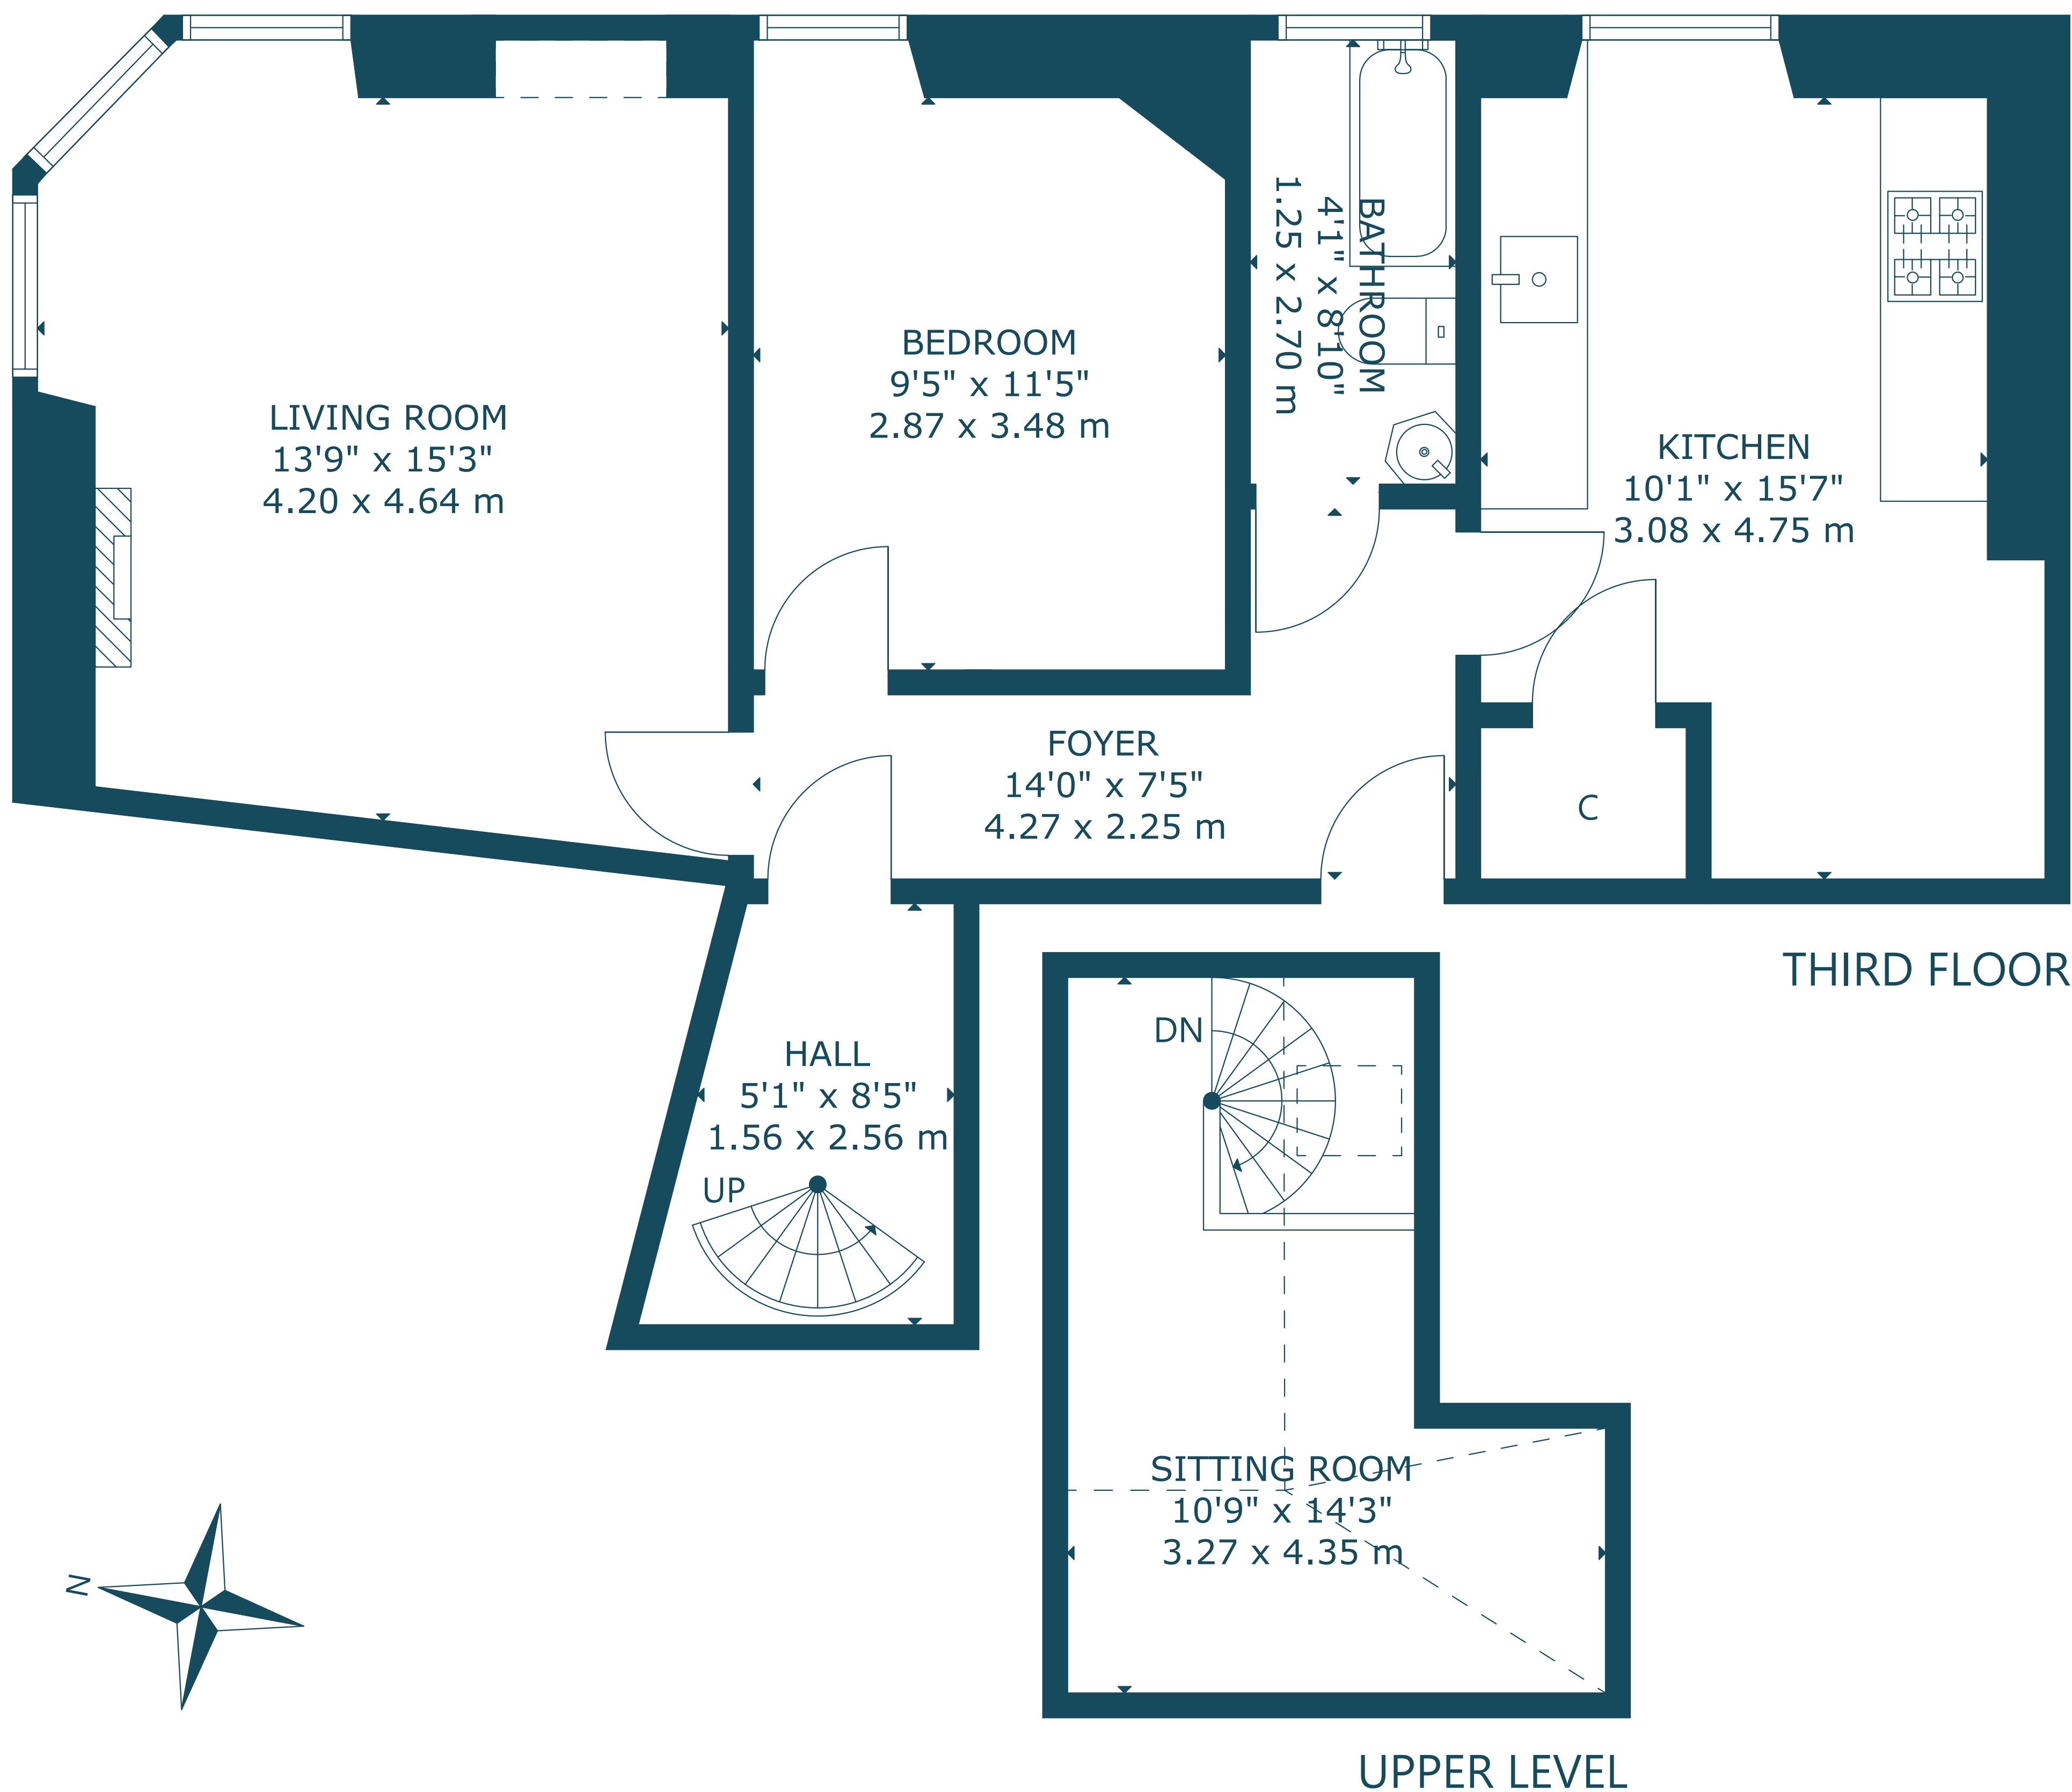 LIVING ROOM
13'9" x 15'3"
4.20 x 4.64 m
BEDROOM
9'5" x 11'5"
2.87 x 3.48 m
BATHROOM
4'1" x 8'10"
1.25 x 2.70 m
KITCHEN
10'1" x 15'7"
3.08 x 4.75 m
FOYER
14'0" x 7'5"
4.27 x 2.25 m
C
THIRD FLOOR
HALL
5'1" x 8'5"
1.56 x 2.56 m
UP
DN
SITTING ROOM
10'9" x 14'3"
3.27 x 4.35 m
N
UPPER LEVEL